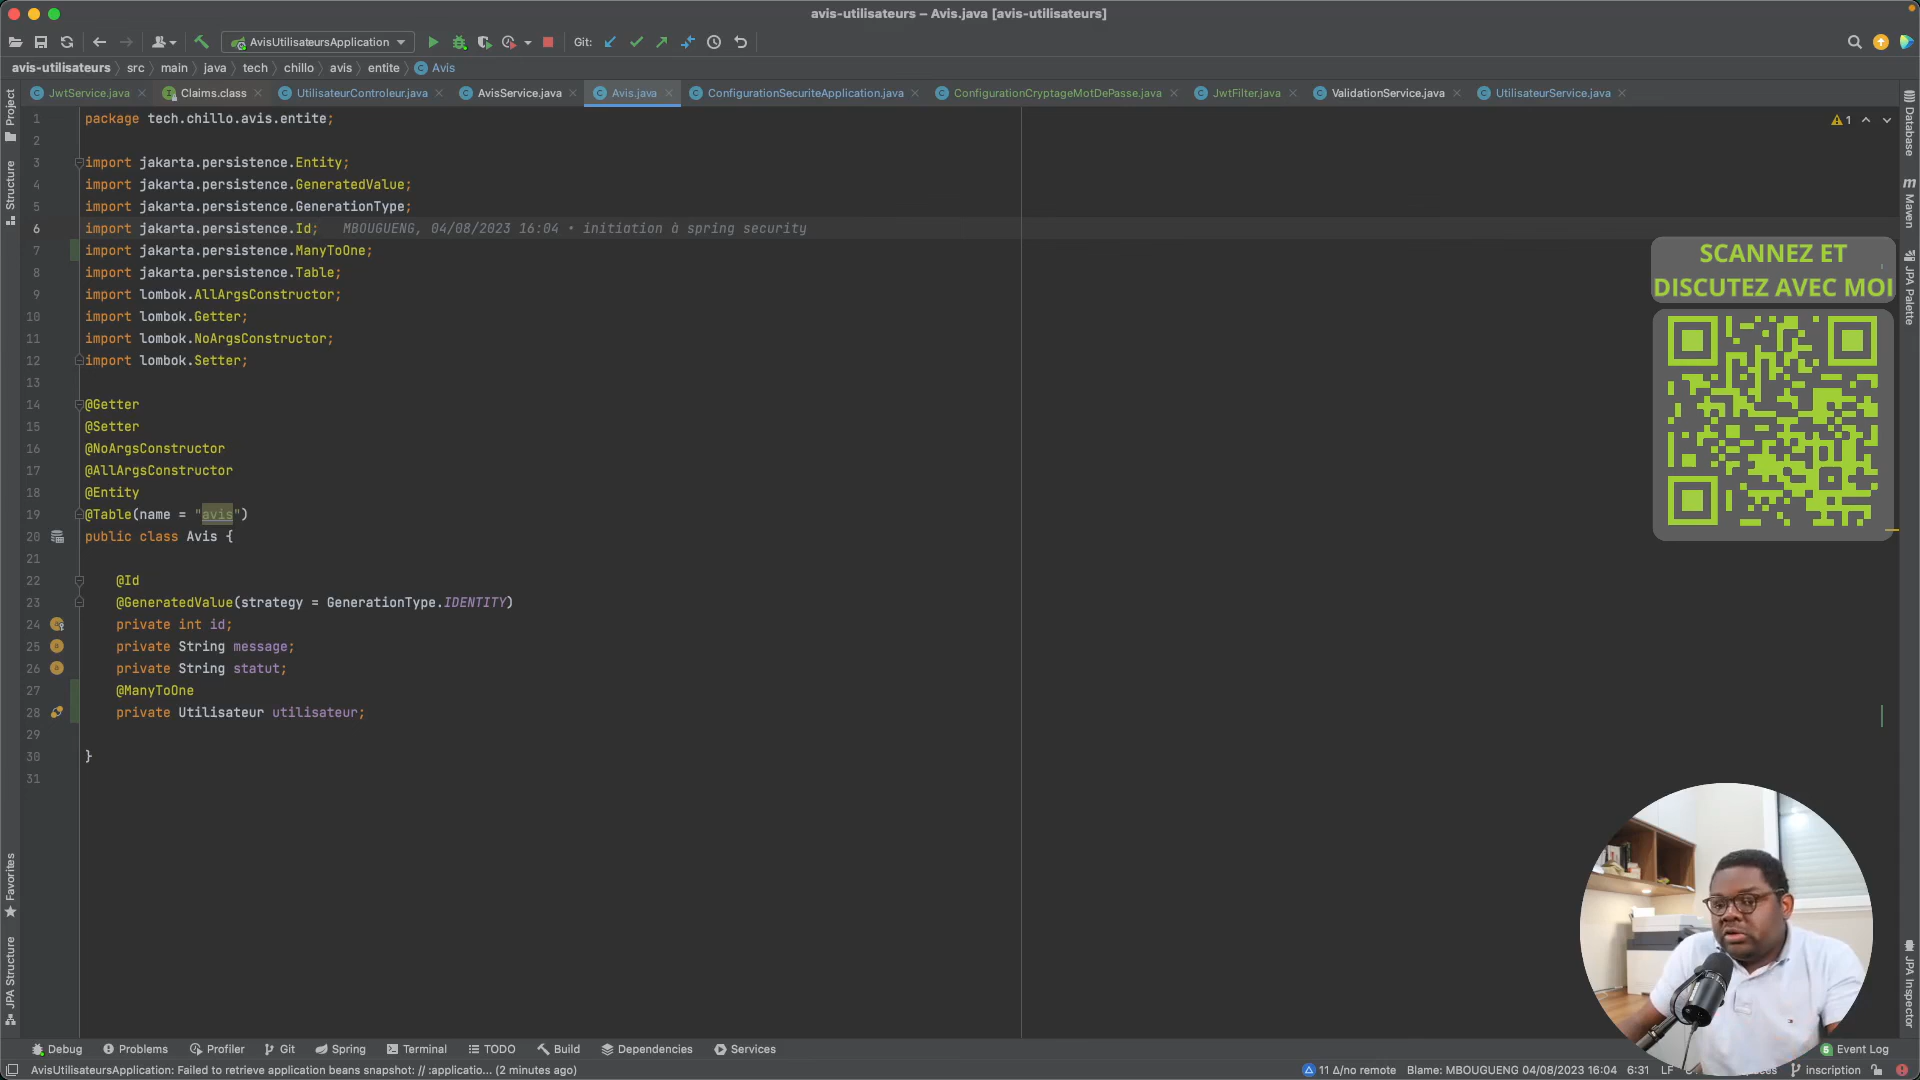 avis-utilisateurs – Avis.java [avis-utilisateurs]
AvisUtilisateursApplication
Git:
avis-utilisateurs > src > main > java > tech > chillo > avis > entite > Avis
JwtService.java
Claims.class
UtilisateurControleur.java
AvisService.java
Avis.java
ConfigurationSecuriteApplication.java
ConfigurationCryptageMotDePasse.java
JwtFilter.java
ValidationService.java
UtilisateurService.java
Project
Structure
Favorites
JPA Structure
1 package tech.chillo.avis.entite;
2
3 import jakarta.persistence.Entity;
4 import jakarta.persistence.GeneratedValue;
5 import jakarta.persistence.GenerationType;
6 import jakarta.persistence.Id; MBOUGUENG, 04/08/2023 16:04 • initiation à spring security
7 import jakarta.persistence.ManyToOne;
8 import jakarta.persistence.Table;
9 import lombok.AllArgsConstructor;
10 import lombok.Getter;
11 import lombok.NoArgsConstructor;
12 import lombok.Setter;
13
14 @Getter
15 @Setter
16 @NoArgsConstructor
17 @AllArgsConstructor
18 @Entity
19 @Table(name = "avis")
20 public class Avis {
21
22 @Id
23 @GeneratedValue(strategy = GenerationType.IDENTITY)
24 private int id;
25 private String message;
26 private String statut;
27 @ManyToOne
28 private Utilisateur utilisateur;
29
30 }
31
1
SCANNEZ ET
DISCUTEZ AVEC MOI
Database
Maven
JPA Palette
JPA Inspector
Debug
Problems
Profiler
Git
Spring
Terminal
TODO
Build
Dependencies
Services
5 Event Log
AvisUtilisateursApplication: Failed to retrieve application beans snapshot: // :applicatio... (2 minutes ago)
11 Δ/no remote
Blame: MBOUGUENG 04/08/2023 16:04
6:31
LF
inscription